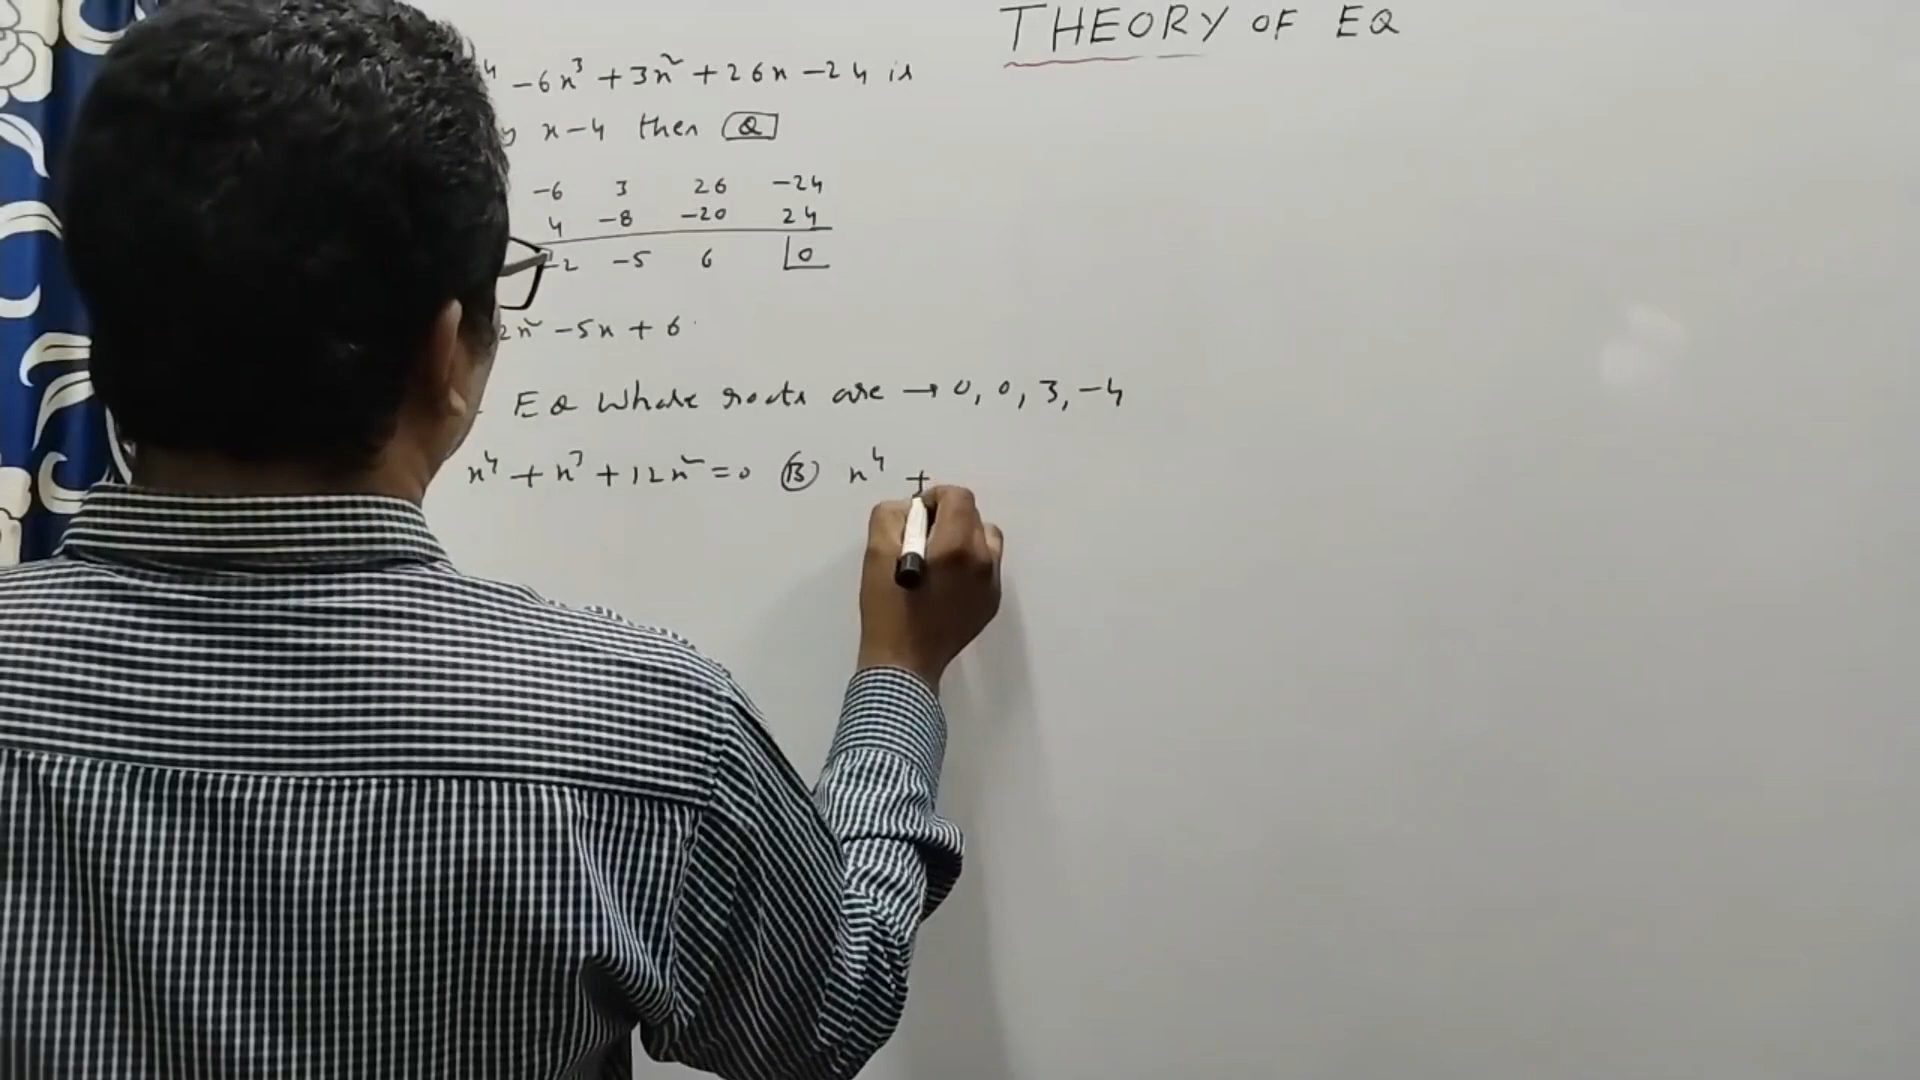 THEORY OF EQ
⁴ -6x³ + 3x² + 26x - 24 is
y x-4 then Q
-6 3 26 -24
4 -8 -20 24
-2 -5 6 0
2x² -5x + 6
EQ Whose roots are → 0, 0, 3, -4
x⁴ + x³ + 12x² = 0 (B) x⁴ +